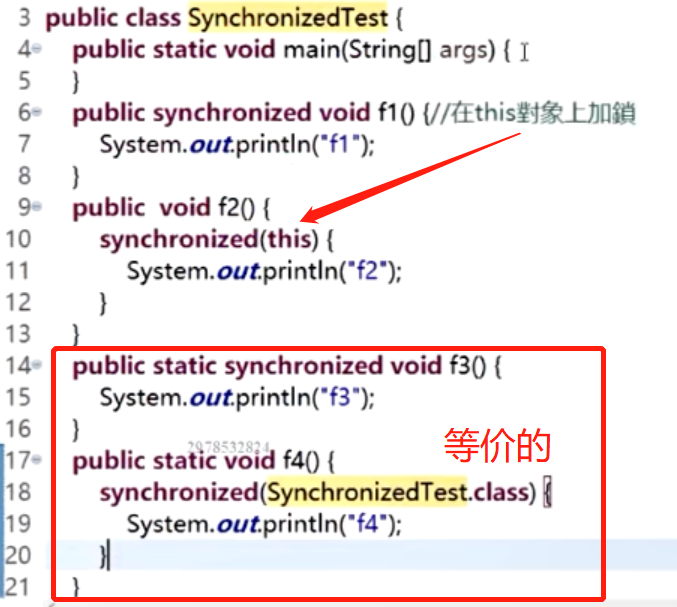 3 public class SynchronizedTest {
4 public static void main(String[] args) {
5 }
6 public synchronized void f1() {//在this對象上加鎖
7 System.out.println("f1");
8 }
9 public void f2() {
10 synchronized(this) {
11 System.out.println("f2");
12 }
13 }
14 public static synchronized void f3() {
15 System.out.println("f3");
16 }
2978532824
等价的
17 public static void f4() {
18 synchronized(SynchronizedTest.class) {
19 System.out.println("f4");
20 }
21 }